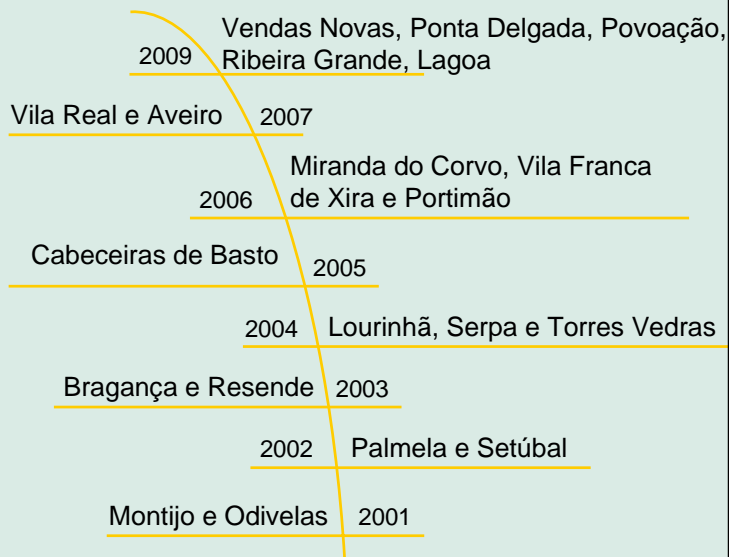 Vendas Novas, Ponta Delgada, Povoação,
2009 Ribeira Grande, Lagoa
Vila Real e Aveiro 2007
Miranda do Corvo, Vila Franca
2006 de Xira e Portimão
Cabeceiras de Basto 2005
2004 Lourinhã, Serpa e Torres Vedras
Bragança e Resende 2003
2002 Palmela e Setúbal
Montijo e Odivelas 2001